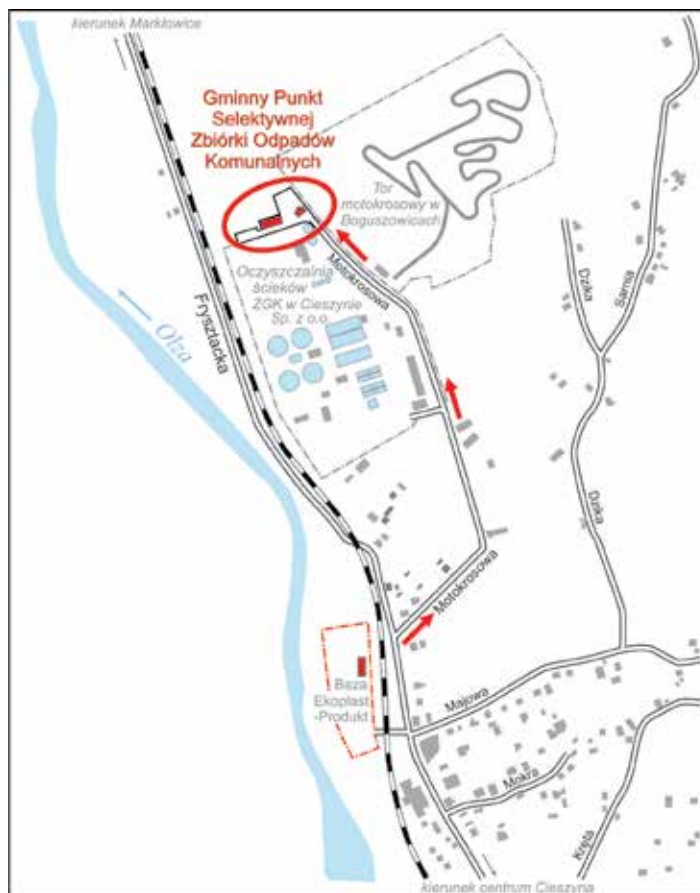 kierunek Marklowice
Gminny Punkt
Selektywnej
Zbiórki Odpadów
Komunalnych
Tor
motokrosowy w
Boguszowicach
Motokrosowa
Oczyszczalnia
ścieków
ZGK w Cieszynie
Sp. z o.o.
Olza
Frysztacka
Dzika
Sarnia
Dzika
Motokrosowa
Baza
Ekoplast
-Produkt
Majowa
Mokra
Kręta
kierunek centrum Cieszyna